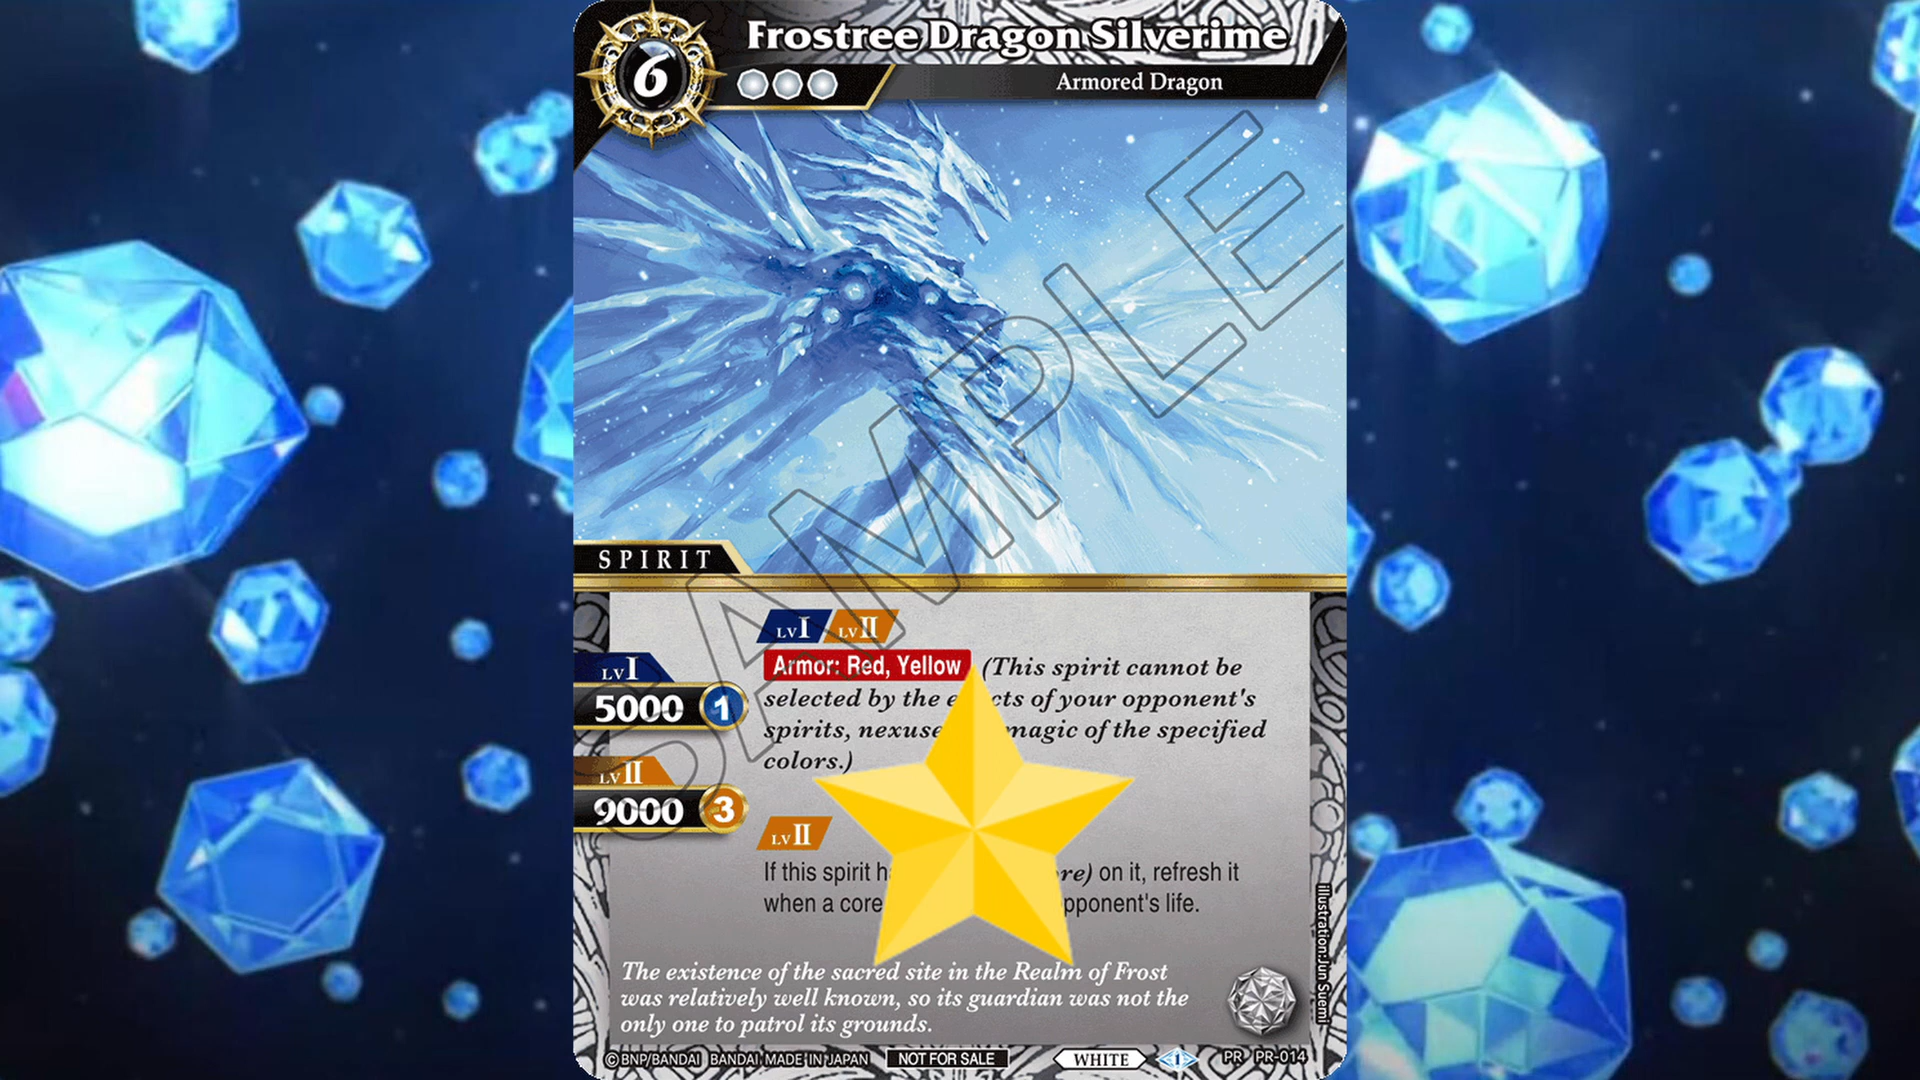 6
Frostree Dragon Silverime
Armored Dragon
SAMPLE
SPIRIT
LV I LV II
Armor: Red, Yellow (This spirit cannot be
selected by the cts of your opponent's
spirits, magic of the specified
colors.)
LV I
5000 1
LV II
9000 3
LV II
If this spirit on it, refresh it
when a core opponent's life.
The existence of the sacred site in the Realm of Frost
was relatively well known, so its guardian was not the
only one to patrol its grounds.
Illustration:Jun Suemi
©BNP/BANDAI BANDAI, MADE IN JAPAN NOT FOR SALE WHITE 1 PR PR-014